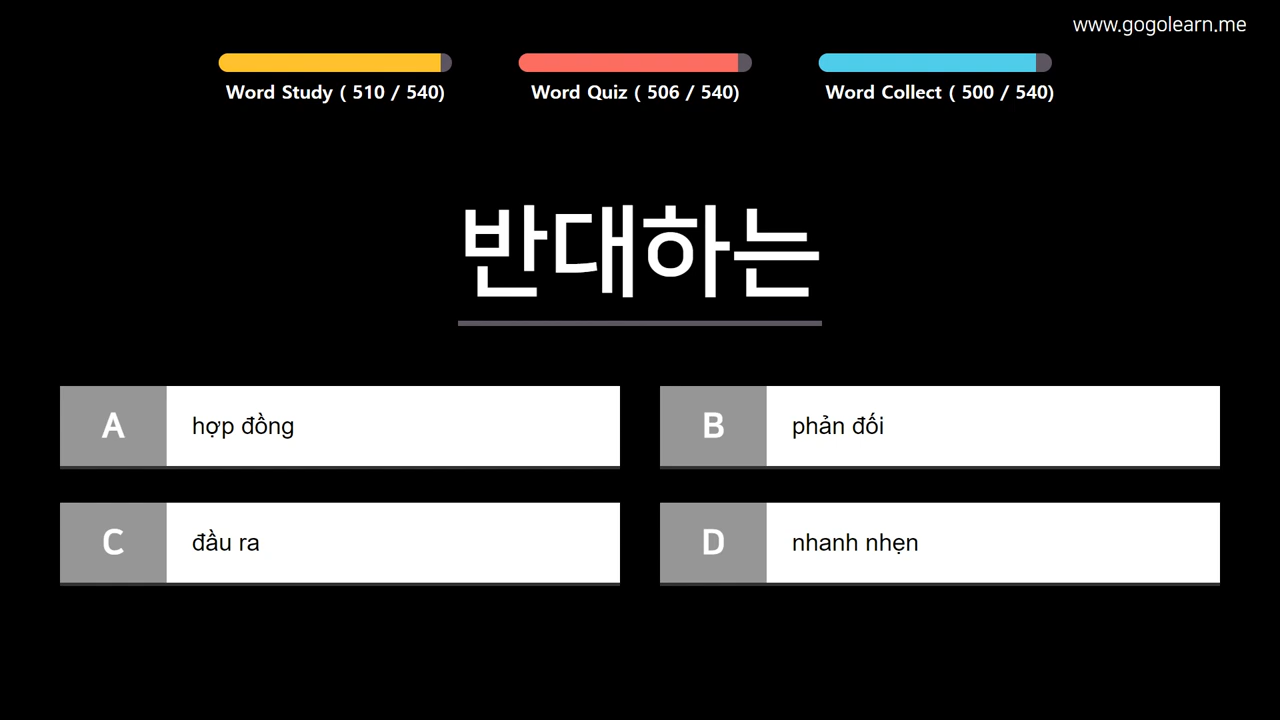 www.gogolearn.me
Word Study ( 510 / 540)
Word Quiz ( 506 / 540)
Word Collect ( 500 / 540)
반대하는
A hợp đồng
B phản đối
C đầu ra
D nhanh nhẹn